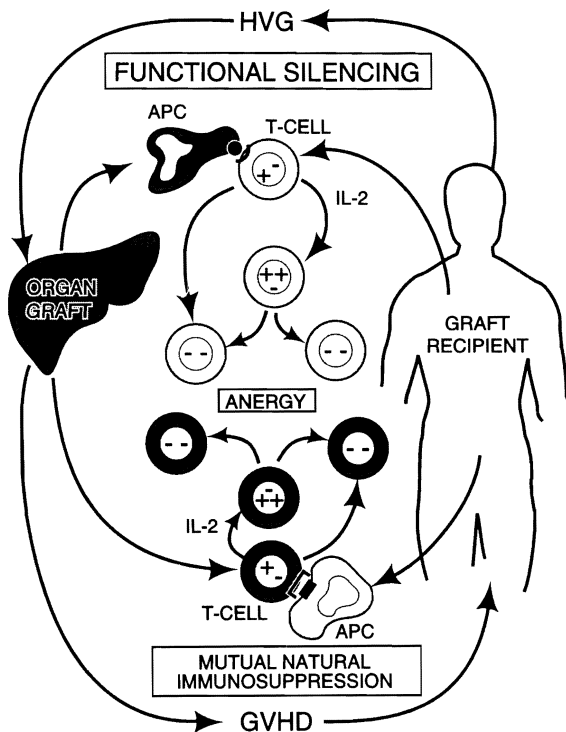 HVG
FUNCTIONAL SILENCING
APC
T-CELL
+ -
IL-2
ORGAN
GRAFT
++
-
GRAFT
RECIPIENT
- -
- -
ANERGY
- -
- -
-
++
IL-2
+ -
T-CELL
APC
MUTUAL NATURAL
IMMUNOSUPPRESSION
GVHD